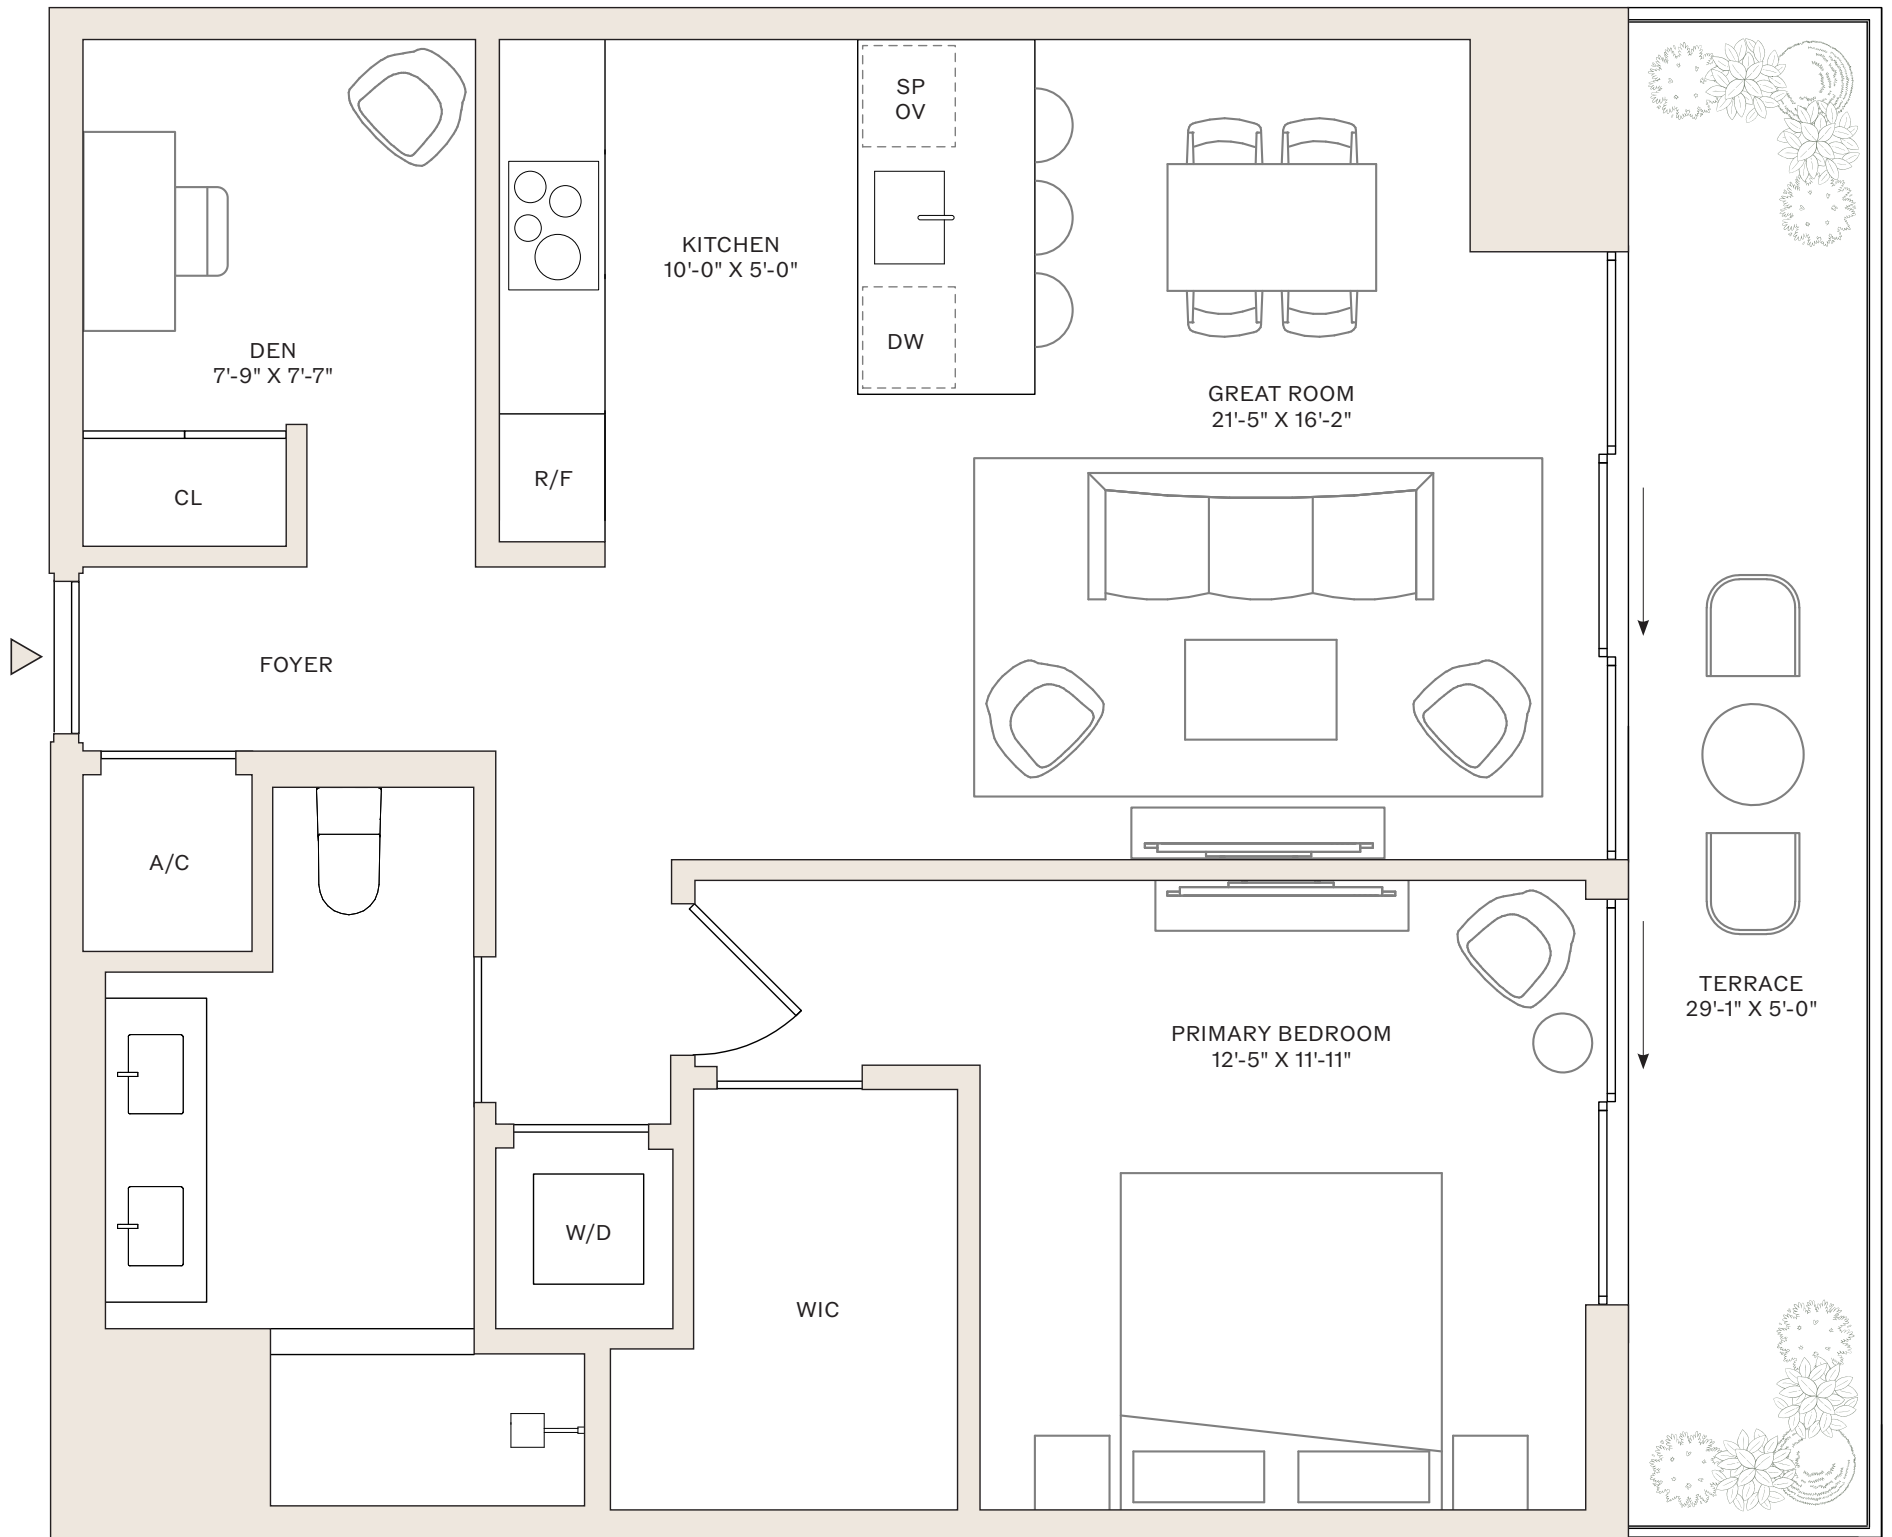 SP
OV
KITCHEN
10'-0" X 5'-0"
DW
DEN
7'-9" X 7'-7"
GREAT ROOM
21'-5" X 16'-2"
R/F
CL
FOYER
A/C
TERRACE
29'-1" X 5'-0"
PRIMARY BEDROOM
12'-5" X 11'-11"
W/D
WIC